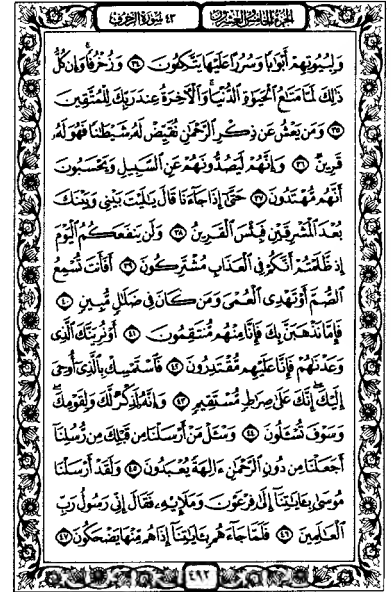 الجزء الخامس والعشرون ٤٣ سورة الزخرف
وَلِبُيُوتِهِمْ أَبْوَٰبًا وَسُرُرًا عَلَيْهَا يَتَّكِـُٔونَ ٣٤ وَزُخْرُفًا وَإِن كُلُّ
ذَٰلِكَ لَمَّا مَتَٰعُ ٱلْحَيَوٰةِ ٱلدُّنْيَا وَٱلْـَٔاخِرَةُ عِندَ رَبِّكَ لِلْمُتَّقِينَ
٣٥ وَمَن يَعْشُ عَن ذِكْرِ ٱلرَّحْمَٰنِ نُقَيِّضْ لَهُۥ شَيْطَٰنًا فَهُوَ لَهُۥ
قَرِينٌ ٣٦ وَإِنَّهُمْ لَيَصُدُّونَهُمْ عَنِ ٱلسَّبِيلِ وَيَحْسَبُونَ
أَنَّهُم مُّهْتَدُونَ ٣٧ حَتَّىٰٓ إِذَا جَآءَنَا قَالَ يَٰلَيْتَ بَيْنِى وَبَيْنَكَ
بُعْدَ ٱلْمَشْرِقَيْنِ فَبِئْسَ ٱلْقَرِينُ ٣٨ وَلَن يَنفَعَكُمُ ٱلْيَوْمَ
إِذ ظَّلَمْتُمْ أَنَّكُمْ فِى ٱلْعَذَابِ مُشْتَرِكُونَ ٣٩ أَفَأَنتَ تُسْمِعُ
ٱلصُّمَّ أَوْ تَهْدِى ٱلْعُمْىَ وَمَن كَانَ فِى ضَلَٰلٍ مُّبِينٍ ٤٠
فَإِمَّا نَذْهَبَنَّ بِكَ فَإِنَّا مِنْهُم مُّنتَقِمُونَ ٤١ أَوْ نُرِيَنَّكَ ٱلَّذِى
وَعَدْنَٰهُمْ فَإِنَّا عَلَيْهِم مُّقْتَدِرُونَ ٤٢ فَٱسْتَمْسِكْ بِٱلَّذِىٓ أُوحِىَ
إِلَيْكَ ۖ إِنَّكَ عَلَىٰ صِرَٰطٍ مُّسْتَقِيمٍ ٤٣ وَإِنَّهُۥ لَذِكْرٌ لَّكَ وَلِقَوْمِكَ ۖ
وَسَوْفَ تُسْـَٔلُونَ ٤٤ وَسْـَٔلْ مَنْ أَرْسَلْنَا مِن قَبْلِكَ مِن رُّسُلِنَآ
أَجَعَلْنَا مِن دُونِ ٱلرَّحْمَٰنِ ءَالِهَةً يُعْبَدُونَ ٤٥ وَلَقَدْ أَرْسَلْنَا
مُوسَىٰ بِـَٔايَٰتِنَآ إِلَىٰ فِرْعَوْنَ وَمَلَإِيْهِۦ فَقَالَ إِنِّى رَسُولُ رَبِّ
ٱلْعَٰلَمِينَ ٤٦ فَلَمَّا جَآءَهُم بِـَٔايَٰتِنَآ إِذَا هُم مِّنْهَا يَضْحَكُونَ ٤٧
٤٩٢